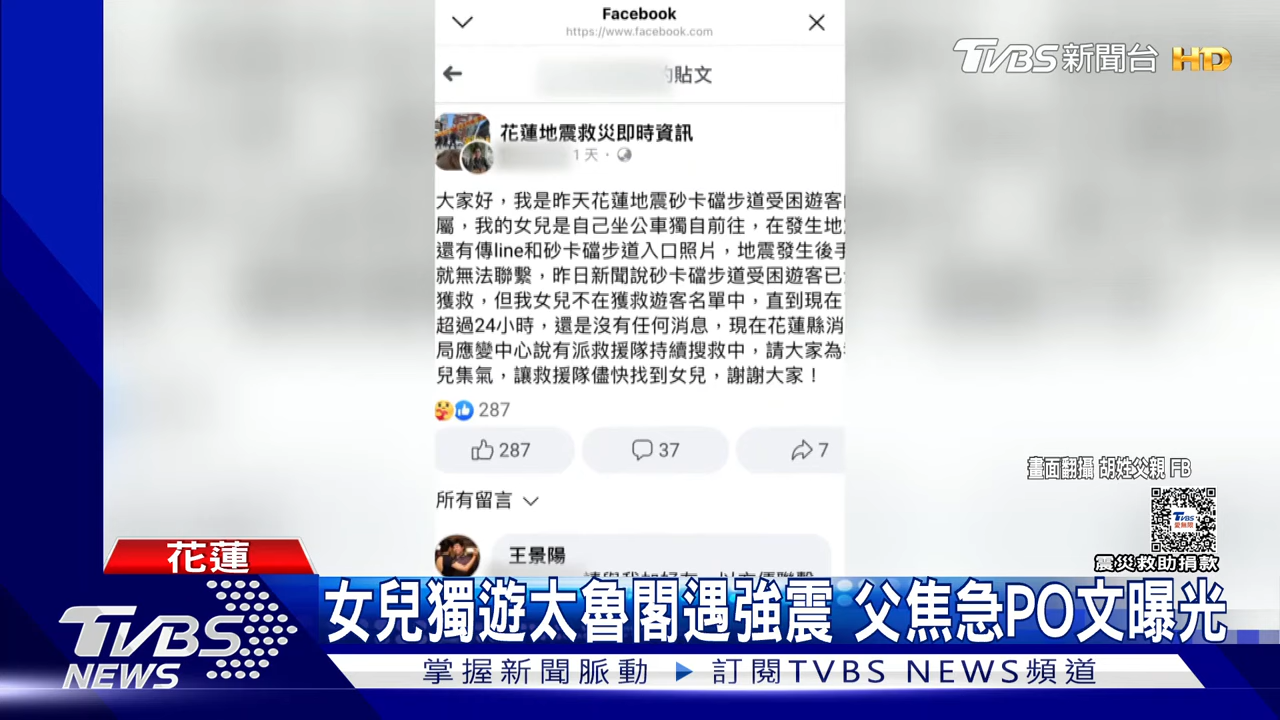 Facebook
https://www.facebook.com
TVBS新聞台 HD
的貼文
花蓮地震救災即時資訊
1 天
大家好，我是昨天花蓮地震砂卡礑步道受困遊客
屬，我的女兒是自己坐公車獨自前往，在發生地
還有傳line和砂卡礑步道入口照片，地震發生後手
就無法聯繫，昨日新聞說砂卡礑步道受困遊客已
獲救，但我女兒不在獲救遊客名單中，直到現在
超過24小時，還是沒有任何消息，現在花蓮縣消
局應變中心說有派救援隊持續搜救中，請大家為
兒集氣，讓救援隊儘快找到女兒，謝謝大家！
287
287
37
7
所有留言
王景陽
畫面翻攝 胡姓父親 FB
TVBS
震災救助捐款
花蓮
女兒獨遊太魯閣遇強震 父焦急PO文曝光
TVBS NEWS
掌握新聞脈動 ▶ 訂閱TVBS NEWS頻道